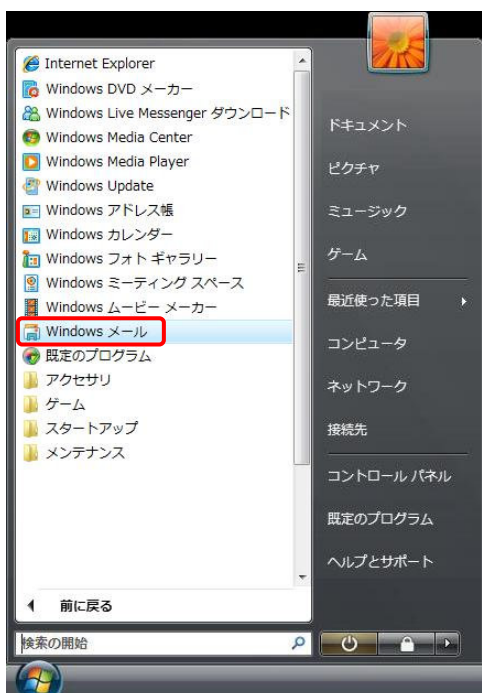 Internet Explorer
Windows DVD メーカー
Windows Live Messenger ダウンロード
Windows Media Center
Windows Media Player
Windows Update
Windows アドレス帳
Windows カレンダー
Windows フォト ギャラリー
Windows ミーティング スペース
Windows ムービー メーカー
Windows メール
既定のプログラム
アクセサリ
ゲーム
スタートアップ
メンテナンス
前に戻る
検索の開始
ドキュメント
ピクチャ
ミュージック
ゲーム
最近使った項目
コンピュータ
ネットワーク
接続先
コントロール パネル
既定のプログラム
ヘルプとサポート